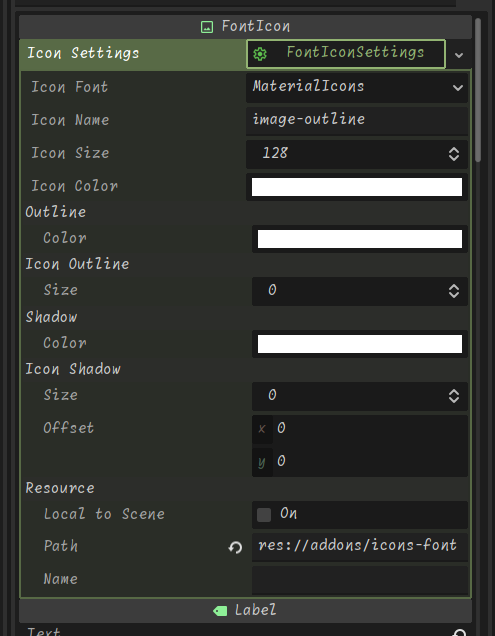 FontIcon
Icon Settings FontIconSettings
Icon Font MaterialIcons
Icon Name image-outline
Icon Size 128
Icon Color
Outline
Color
Icon Outline
Size 0
Shadow
Color
Icon Shadow
Size 0
Offset x 0
y 0
Resource
Local to Scene On
Path res://addons/icons-font
Name
Label
Text